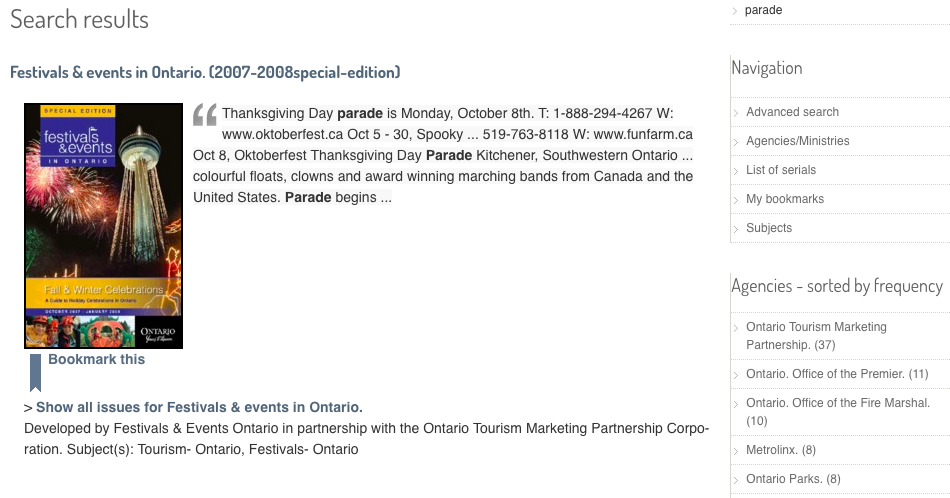 Search results
Festivals & events in Ontario. (2007-2008special-edition)
SPECIAL EDITION
festivals
&events
IN ONTARIO
Fall & Winter Celebrations
A Guide to Holiday Celebrations in Ontario
OCTOBER 2007 - JANUARY 2008
ONTARIO
Yours to discover
“ Thanksgiving Day parade is Monday, October 8th. T: 1-888-294-4267 W:
www.oktoberfest.ca Oct 5 - 30, Spooky ... 519-763-8118 W: www.funfarm.ca
Oct 8, Oktoberfest Thanksgiving Day Parade Kitchener, Southwestern Ontario ...
colourful floats, clowns and award winning marching bands from Canada and the
United States. Parade begins ...
Bookmark this
> Show all issues for Festivals & events in Ontario.
Developed by Festivals & Events Ontario in partnership with the Ontario Tourism Marketing Partnership Corpo-
ration. Subject(s): Tourism- Ontario, Festivals- Ontario
parade
Navigation
Advanced search
Agencies/Ministries
List of serials
My bookmarks
Subjects
Agencies - sorted by frequency
Ontario Tourism Marketing
Partnership. (37)
Ontario. Office of the Premier. (11)
Ontario. Office of the Fire Marshal.
(10)
Metrolinx. (8)
Ontario Parks. (8)